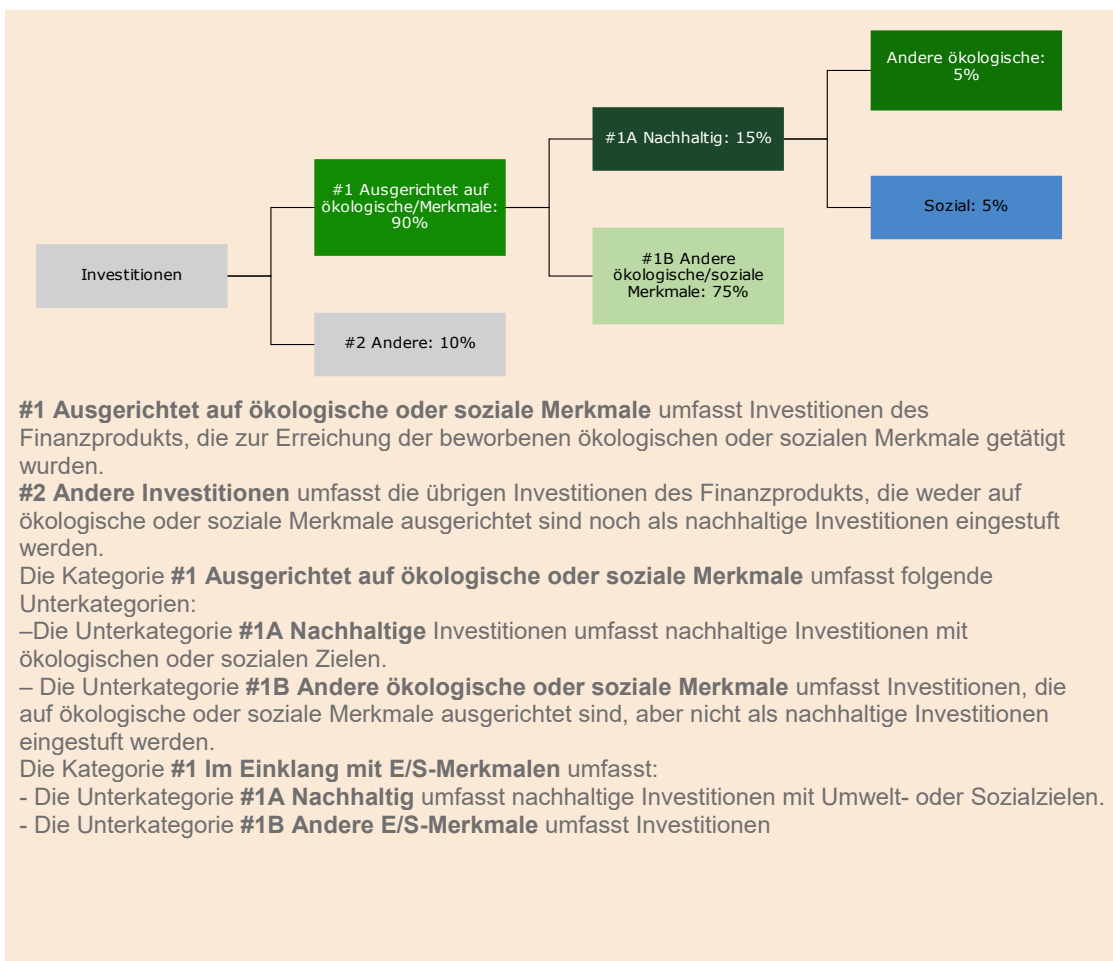 Andere ökologische:
5%
#1A Nachhaltig: 15%
#1 Ausgerichtet auf
ökologische/Merkmale:
90%
Sozial: 5%
Investitionen
#1B Andere
ökologische/soziale
Merkmale: 75%
#2 Andere: 10%
#1 Ausgerichtet auf ökologische oder soziale Merkmale umfasst Investitionen des
Finanzprodukts, die zur Erreichung der beworbenen ökologischen oder sozialen Merkmale getätigt
wurden.
#2 Andere Investitionen umfasst die übrigen Investitionen des Finanzprodukts, die weder auf
ökologische oder soziale Merkmale ausgerichtet sind noch als nachhaltige Investitionen eingestuft
werden.
Die Kategorie #1 Ausgerichtet auf ökologische oder soziale Merkmale umfasst folgende
Unterkategorien:
–Die Unterkategorie #1A Nachhaltige Investitionen umfasst nachhaltige Investitionen mit
ökologischen oder sozialen Zielen.
– Die Unterkategorie #1B Andere ökologische oder soziale Merkmale umfasst Investitionen, die
auf ökologische oder soziale Merkmale ausgerichtet sind, aber nicht als nachhaltige Investitionen
eingestuft werden.
Die Kategorie #1 Im Einklang mit E/S-Merkmalen umfasst:
- Die Unterkategorie #1A Nachhaltig umfasst nachhaltige Investitionen mit Umwelt- oder Sozialzielen.
- Die Unterkategorie #1B Andere E/S-Merkmale umfasst Investitionen